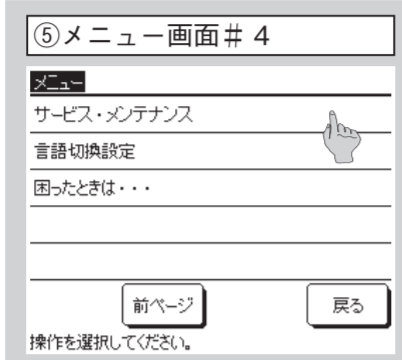 ⑤メニュー画面＃４
メニュー
サービス・メンテナンス
言語切換設定
困ったときは・・・
前ページ 戻る
操作を選択してください。